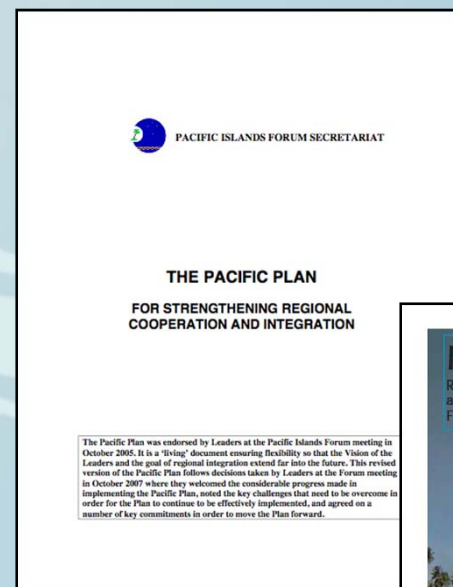 PACIFIC ISLANDS FORUM SECRETARIAT
THE PACIFIC PLAN
FOR STRENGTHENING REGIONAL
COOPERATION AND INTEGRATION
The Pacific Plan was endorsed by Leaders at the Pacific Islands Forum meeting in
October 2005. It is a ‘living’ document ensuring flexibility so that the Vision of the
Leaders and the goal of regional integration extend far into the future. This revised
version of the Pacific Plan follows decisions taken by Leaders at the Forum meeting
in October 2007 where they welcomed the considerable progress made in
implementing the Pacific Plan, noted the key challenges that need to be overcome in
order for the Plan to continue to be effectively implemented, and agreed on a
number of key commitments in order to move the Plan forward.